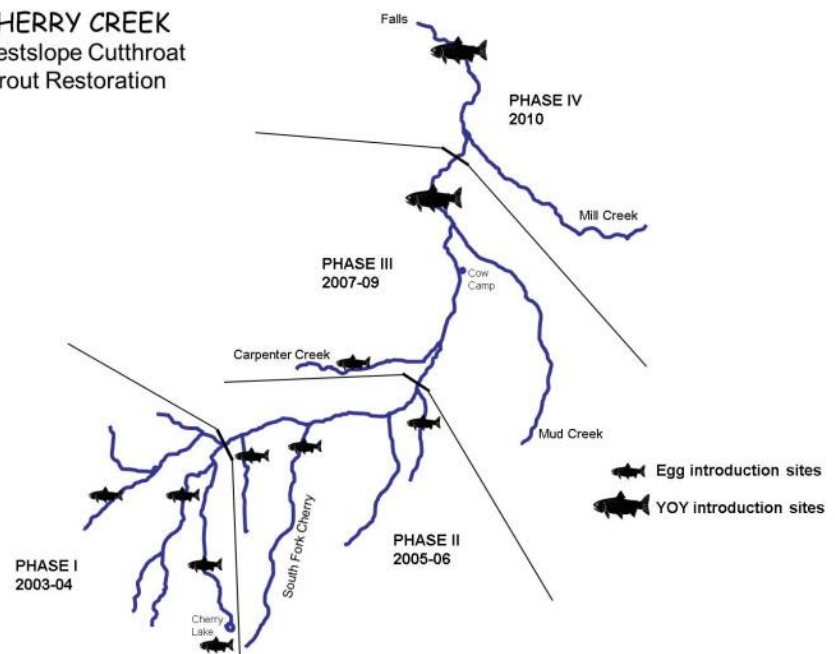 HERRY CREEK
estslope Cutthroat
rout Restoration
Falls
PHASE IV
2010
Mill Creek
PHASE III
2007-09
Cow
Camp
Carpenter Creek
Mud Creek
Egg introduction sites
YOY introduction sites
South Fork Cherry
PHASE II
2005-06
PHASE I
2003-04
Cherry
Lake